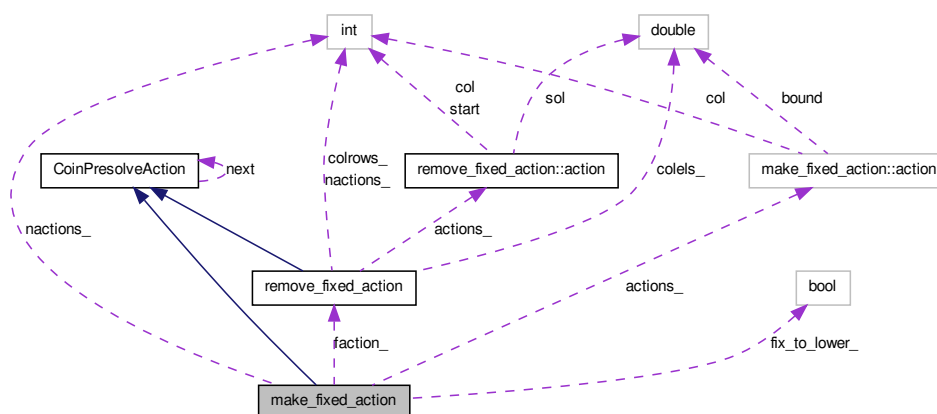 int
double
col
start
sol
col
bound
CoinPresolveAction
next
colrows_
nactions_
remove_fixed_action::action
colels_
make_fixed_action::action
nactions_
actions_
remove_fixed_action
actions_
bool
faction_
fix_to_lower_
make_fixed_action